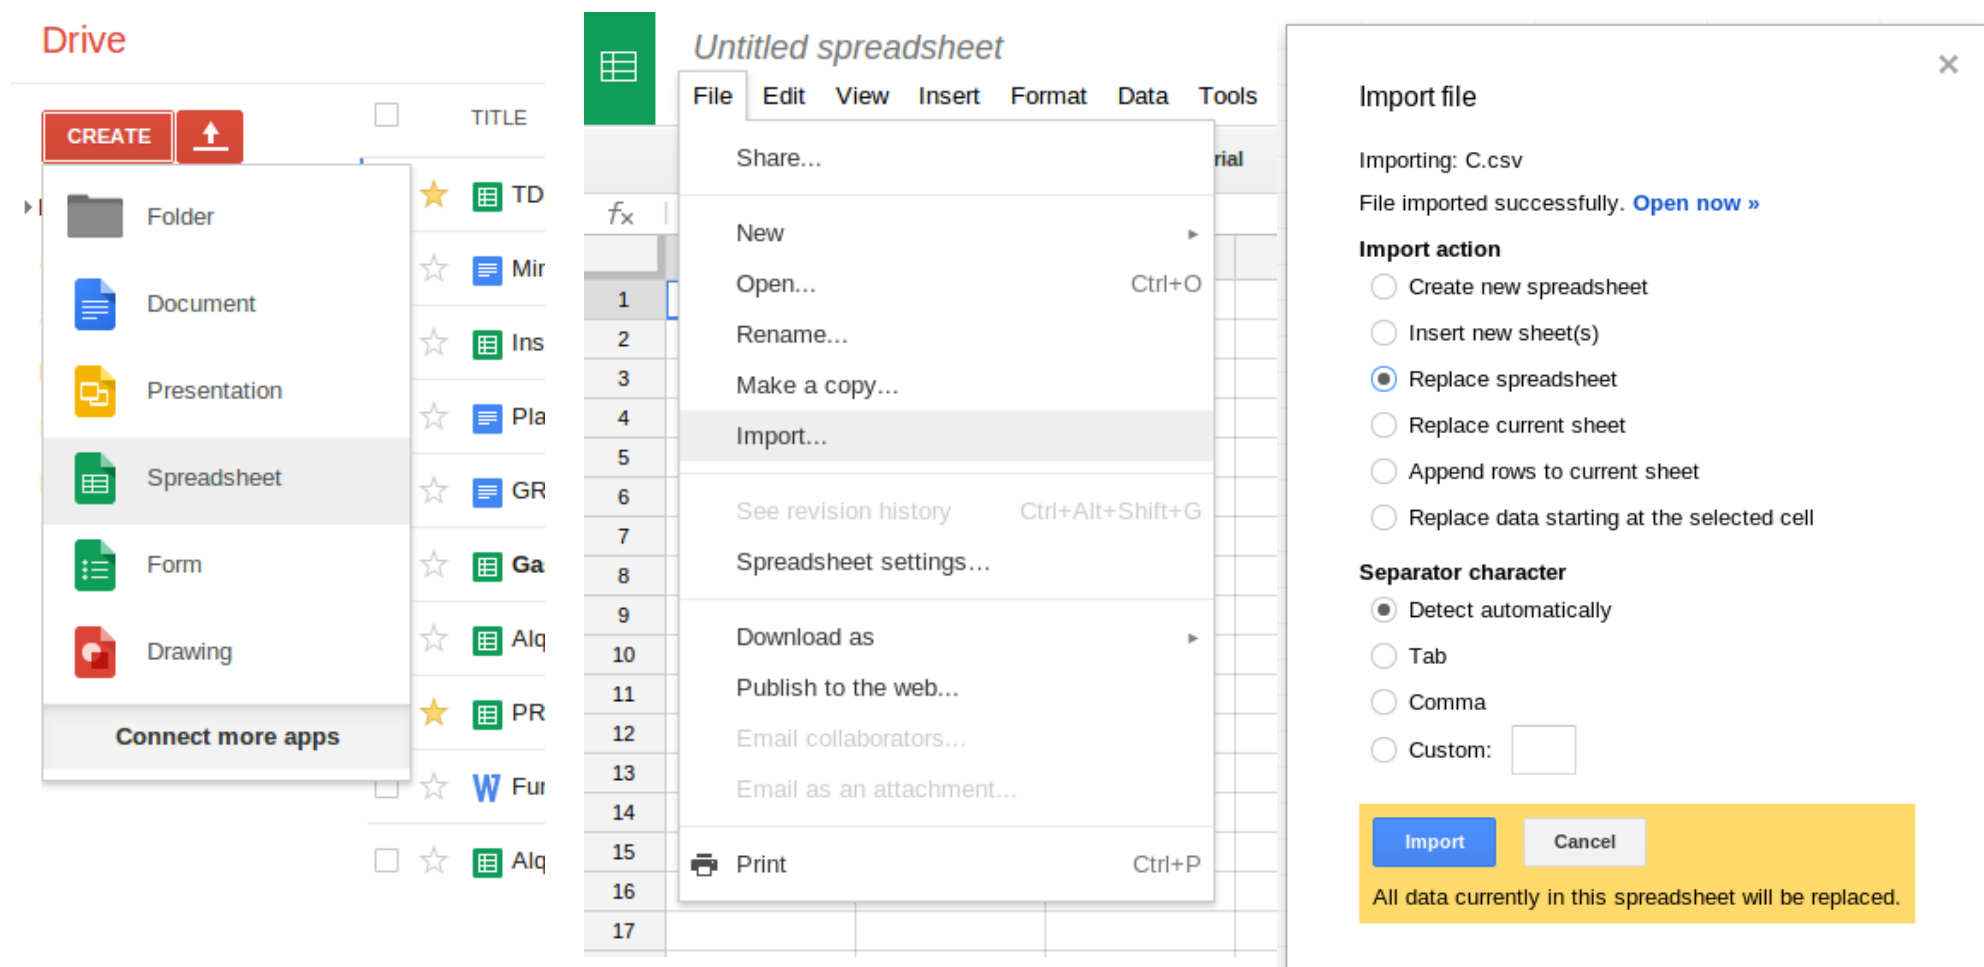 Drive
CREATE
TITLE
Folder
Document
Presentation
Spreadsheet
Form
Drawing
Connect more apps
TD
Mir
Ins
Pla
GR
Ga
Alq
PR
Fur
Alq
Untitled spreadsheet
File Edit View Insert Format Data Tools
rial
fx
Share...
New
Open... Ctrl+O
Rename...
Make a copy...
Import...
See revision history Ctrl+Alt+Shift+G
Spreadsheet settings...
Download as
Publish to the web...
Email collaborators...
Email as an attachment...
Print Ctrl+P
1
2
3
4
5
6
7
8
9
10
11
12
13
14
15
16
17
Import file
Importing: C.csv
File imported successfully. Open now »
Import action
Create new spreadsheet
Insert new sheet(s)
Replace spreadsheet
Replace current sheet
Append rows to current sheet
Replace data starting at the selected cell
Separator character
Detect automatically
Tab
Comma
Custom:
Import Cancel
All data currently in this spreadsheet will be replaced.